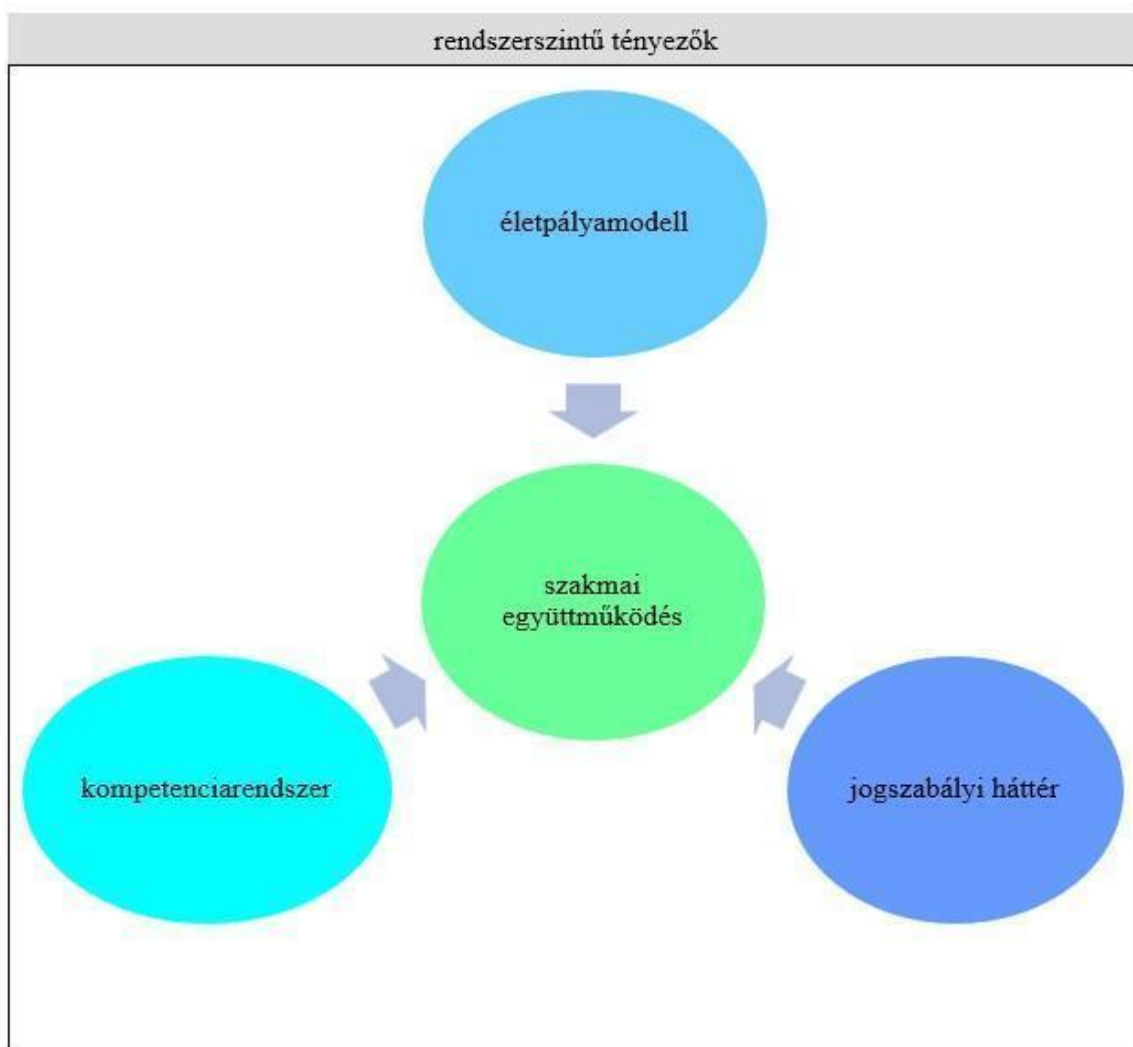 rendszerszintű tényezők
életpályamodell
szakmai
együttműködés
kompetenciarendszer
jogszabályi háttér